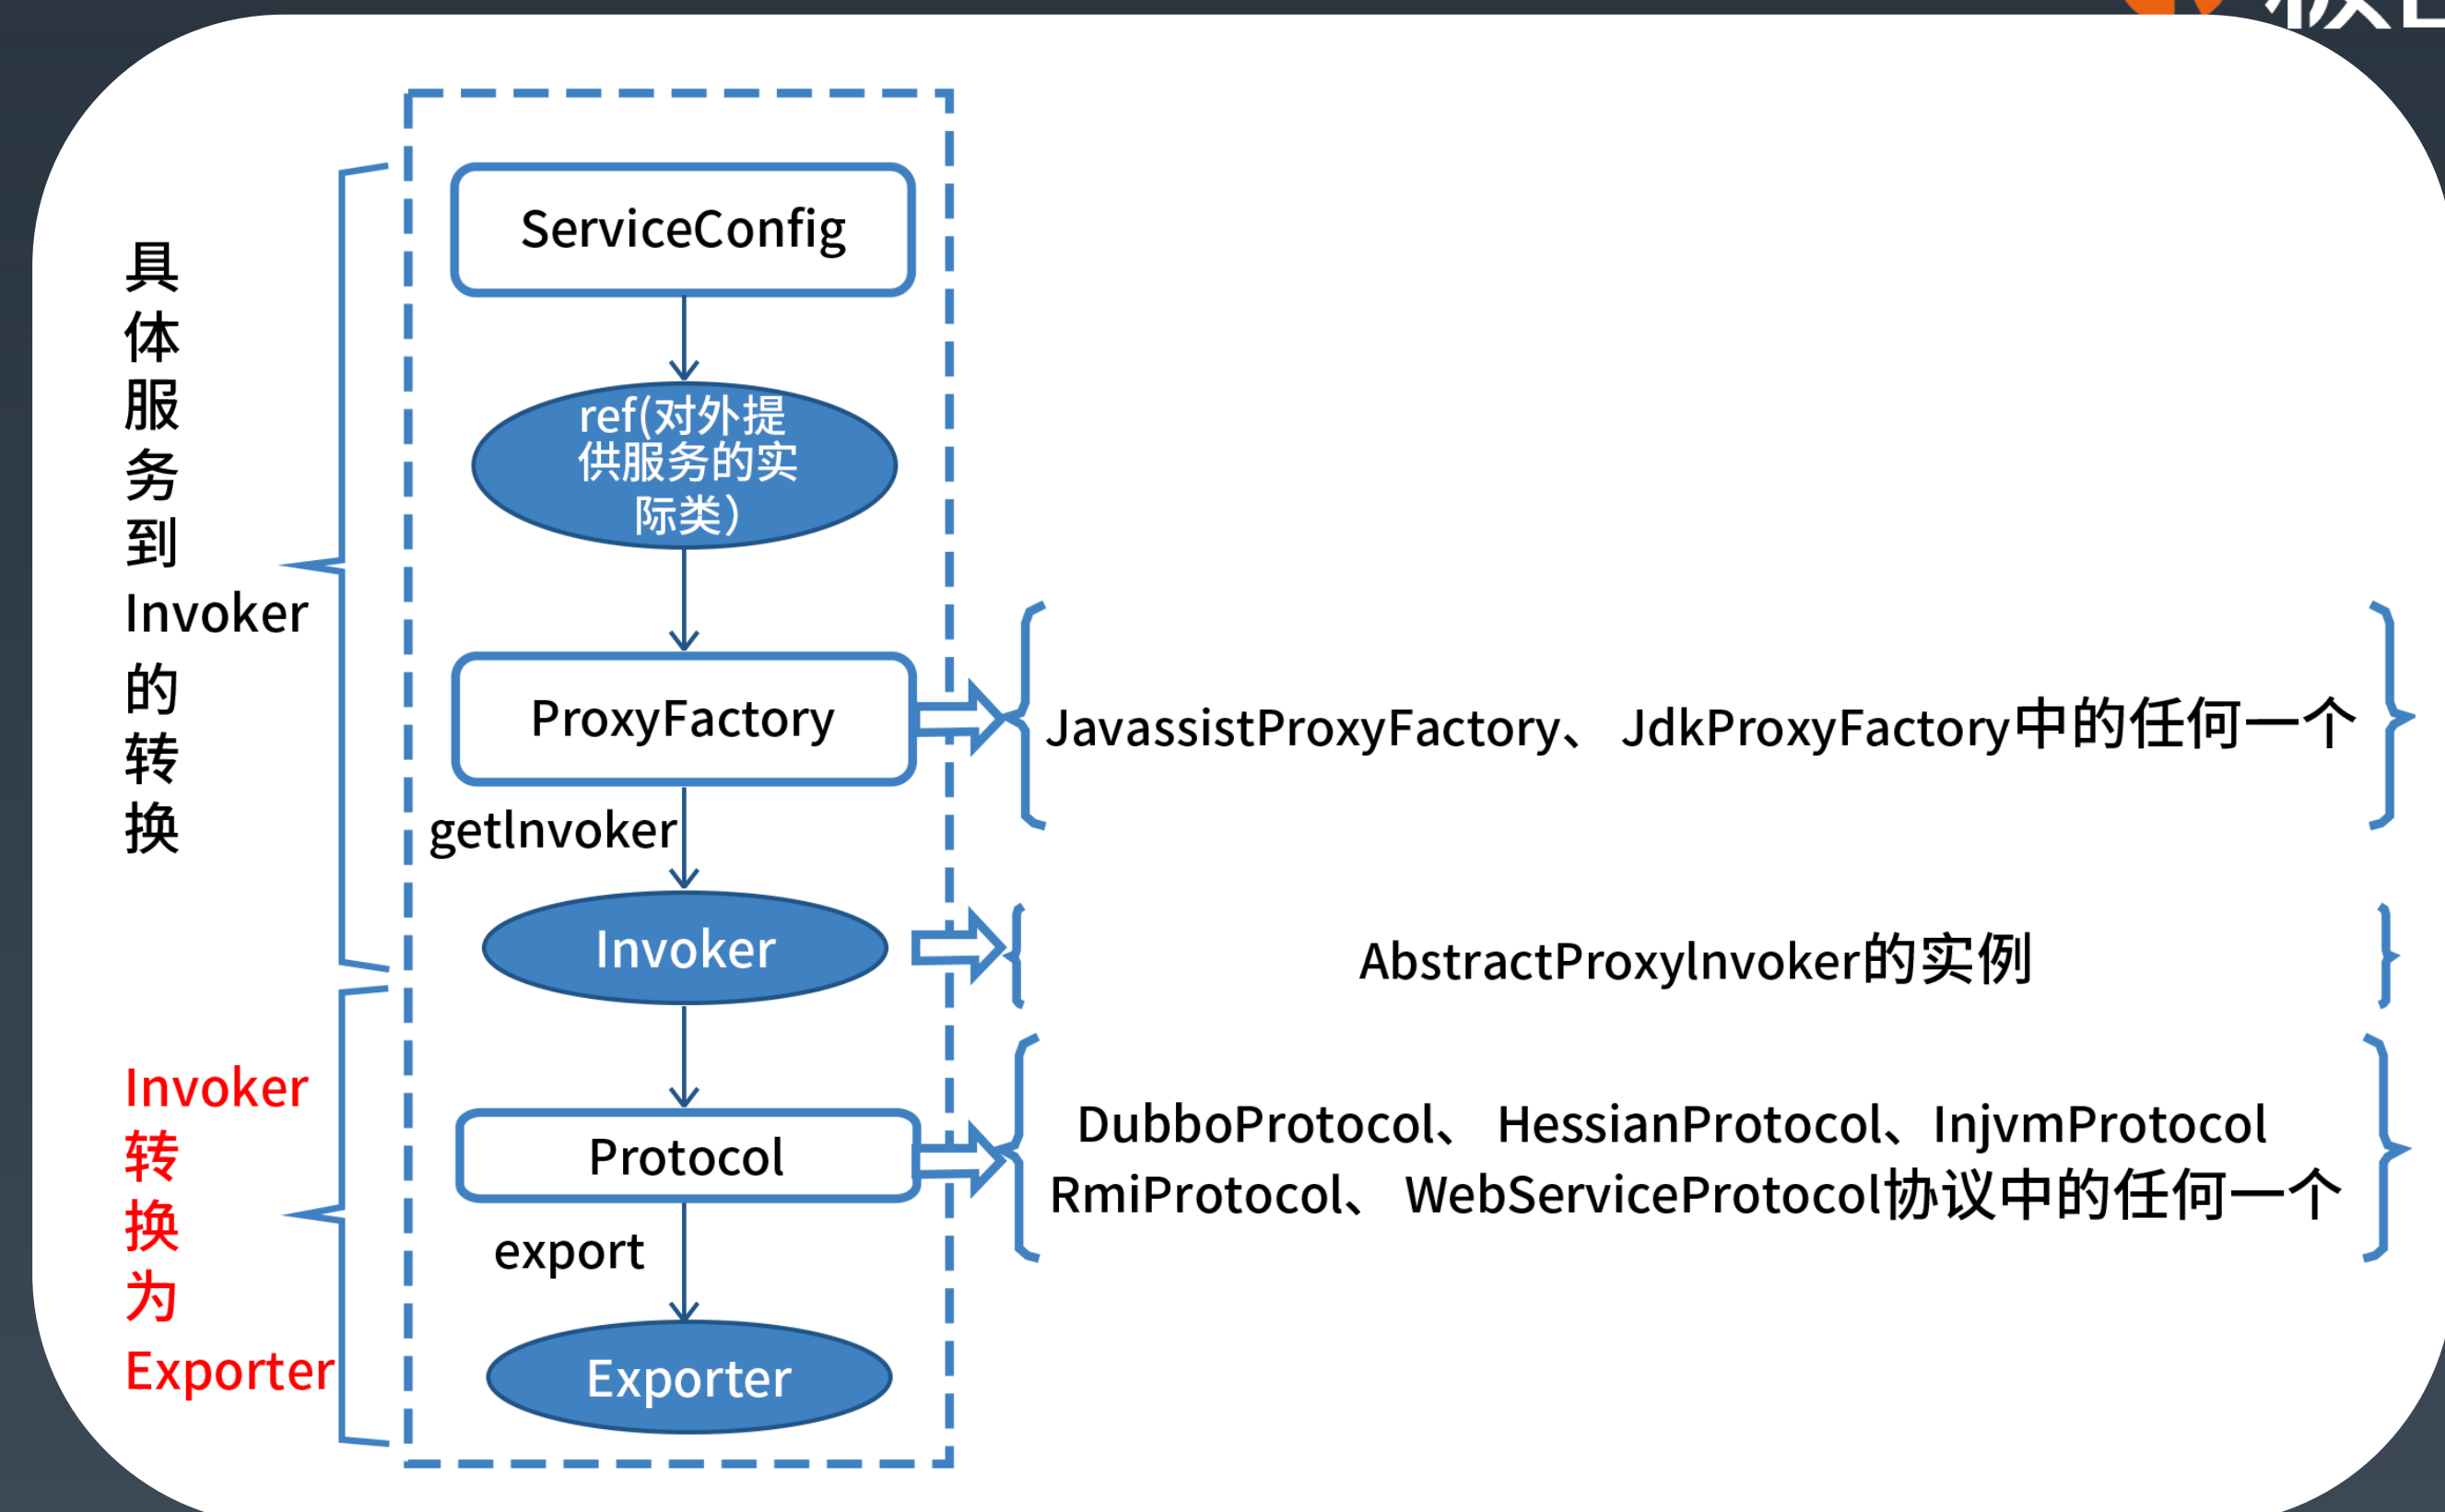 具
体
服
务
到
Invoker
的
转
换
Invoker
转
换
为
Exporter
ServiceConfig
ref(对外提
供服务的实
际类）
ProxyFactory
getInvoker
Invoker
Protocol
export
Exporter
JavassistProxyFactory、 JdkProxyFactory中的任何一个
AbstractProxyInvoker的实例
DubboProtocol、 HessianProtocol、InjvmProtocol
RmiProtocol、 WebServiceProtocol协议中的任何一个